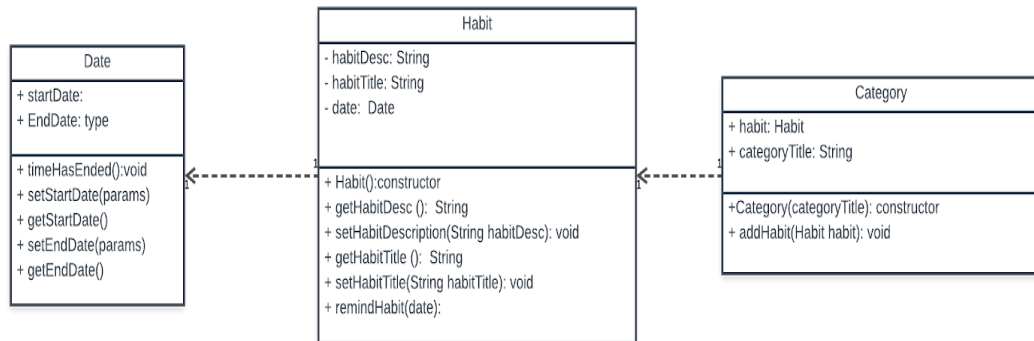 Date
+ startDate:
+ EndDate: type
+ timeHasEnded():void
+ setStartDate(params)
+ getStartDate()
+ setEndDate(params)
+ getEndDate()
1
1
Habit
- habitDesc: String
- habitTitle: String
- date:  Date
+ Habit():constructor
+ getHabitDesc ():  String
+ setHabitDescription(String habitDesc): void
+ getHabitTitle ():  String
+ setHabitTitle(String habitTitle): void
+ remindHabit(date):
1
1
Category
+ habit: Habit
+ categoryTitle: String
+Category(categoryTitle): constructor
+ addHabit(Habit habit): void